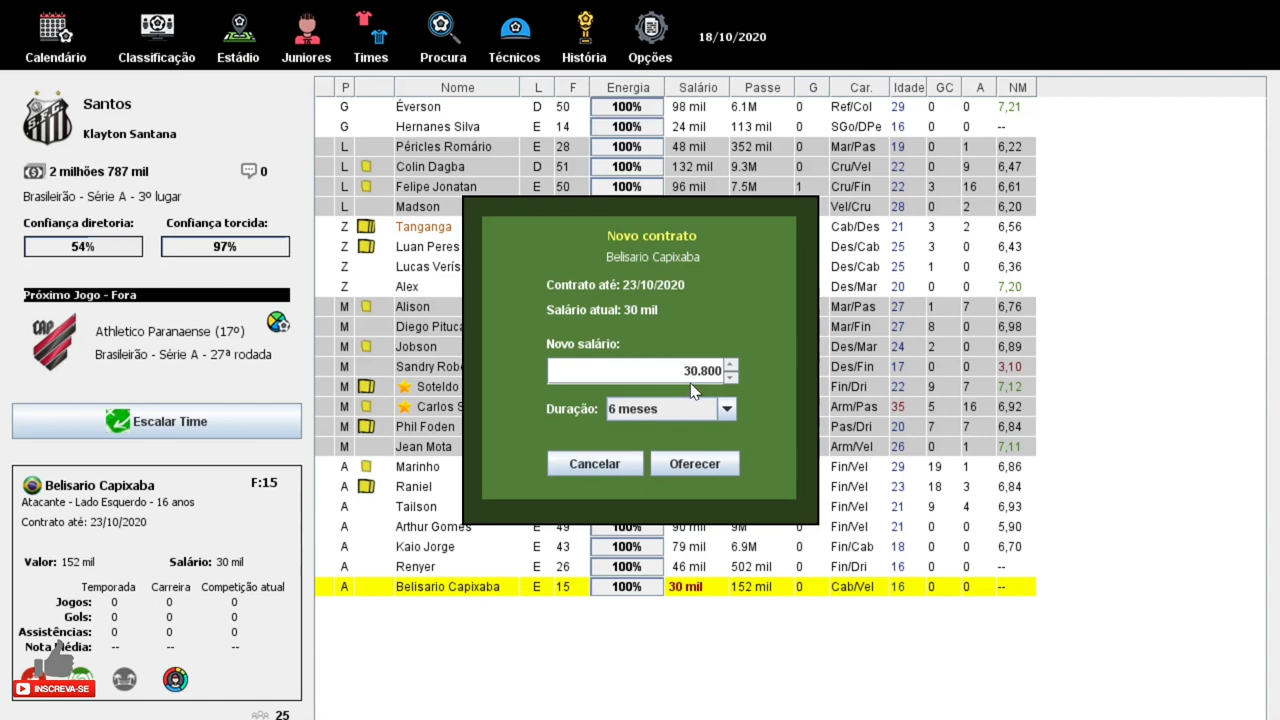 Calendário Classificação Estádio Juniores Times Procura Técnicos História Opções 18/10/2020
Santos
Klayton Santana
2 milhões 787 mil 0
Brasileirão - Série A - 3º lugar
Confiança diretoria: Confiança torcida:
54% 97%
Próximo Jogo - Fora
CAP
Athletico Paranaense (17º)
Brasileirão - Série A - 27ª rodada
Escalar Time
Belisario Capixaba F:15
Atacante - Lado Esquerdo - 16 anos
Contrato até: 23/10/2020
Valor: 152 mil Salário: 30 mil
Temporada Carreira Competição atual
Jogos: 0 0 0
Gols: 0 0 0
Assistências: 0 0 0
Nota Média: -- -- --
INSCREVA-SE
25
P Nome L F Energia Salário Passe G Car. Idade GC A NM
G Éverson D 50 100% 98 mil 6.1M 0 Ref/Col 29 0 0 7,21
G Hernanes Silva E 14 100% 24 mil 113 mil 0 SGo/DPe 16 0 0 --
L Péricles Romário E 28 100% 48 mil 352 mil 0 Mar/Pas 19 0 1 6,22
L Colin Dagba D 51 100% 132 mil 9.3M 0 Cru/Vel 22 0 9 6,47
L Felipe Jonatan E 50 100% 96 mil 7.5M 1 Cru/Fin 22 3 16 6,61
L Madson Vel/Cru 28 0 2 6,20
Z Tanganga Cab/Des 21 3 2 6,56
Z Luan Peres Des/Cab 25 3 0 6,43
Z Lucas Verís Des/Cab 25 1 0 6,36
Z Alex Des/Mar 20 0 0 7,20
M Alison Mar/Pas 27 1 7 6,76
M Diego Pituca Mar/Fin 27 8 0 6,98
M Jobson Des/Mar 24 2 0 6,89
M Sandry Rob Des/Fin 17 0 0 3,10
M Soteldo Fin/Dri 22 9 7 7,12
M Carlos S Arm/Pas 35 5 16 6,92
M Phil Foden Pas/Dri 20 7 7 6,84
M Jean Mota Arm/Vel 26 0 1 7,11
A Marinho Fin/Vel 29 19 1 6,86
A Raniel Fin/Vel 23 18 3 6,84
A Tailson Fin/Vel 21 9 4 6,93
A Arthur Gomes E 49 100% 90 mil 9M 0 Fin/Vel 21 0 0 5,90
A Kaio Jorge E 43 100% 79 mil 6.9M 0 Fin/Cab 18 0 0 6,70
A Renyer E 26 100% 46 mil 502 mil 0 Fin/Dri 17 0 0 --
A Belisario Capixaba E 15 100% 30 mil 152 mil 0 Cab/Vel 16 0 0 --
Novo contrato
Belisario Capixaba
Contrato até: 23/10/2020
Salário atual: 30 mil
Novo salário:
30.800
Duração: 6 meses
Cancelar Oferecer